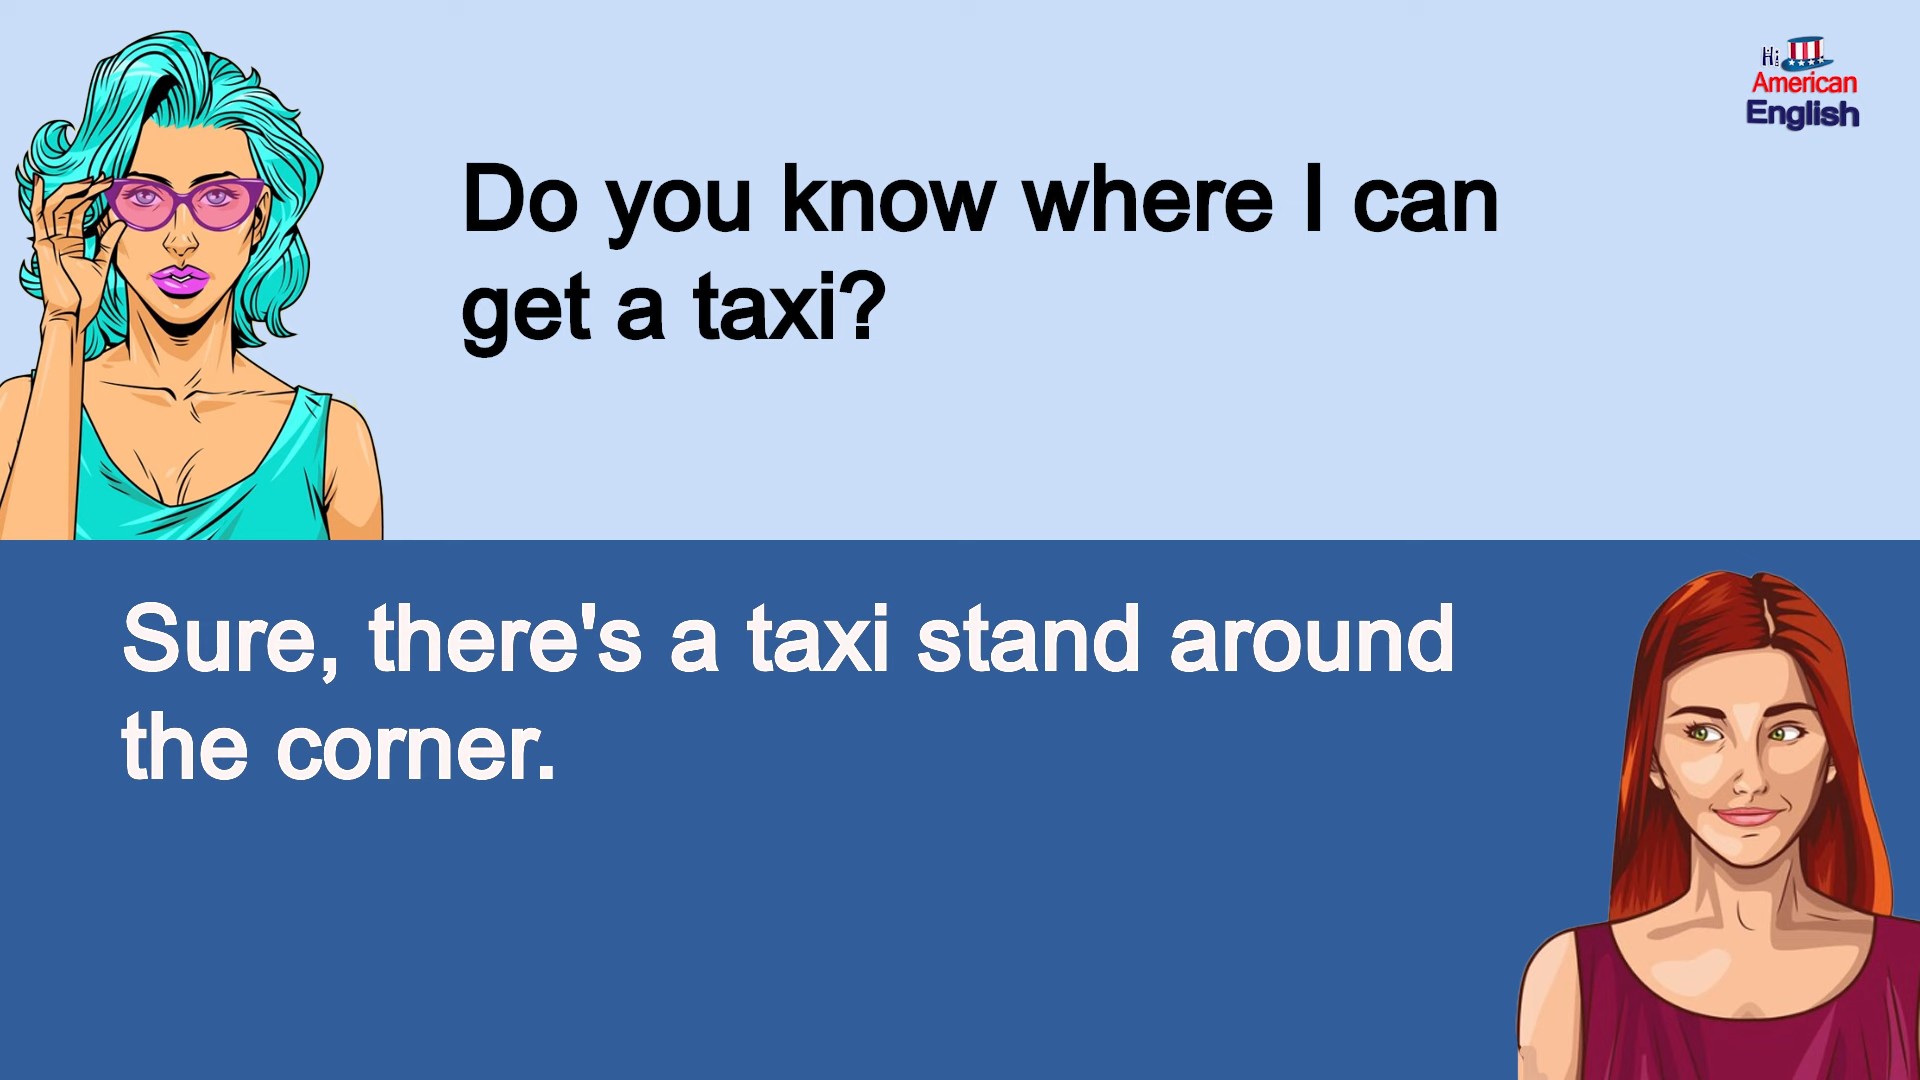 Hi
American
English
Do you know where I can
get a taxi?
Sure, there's a taxi stand around
the corner.